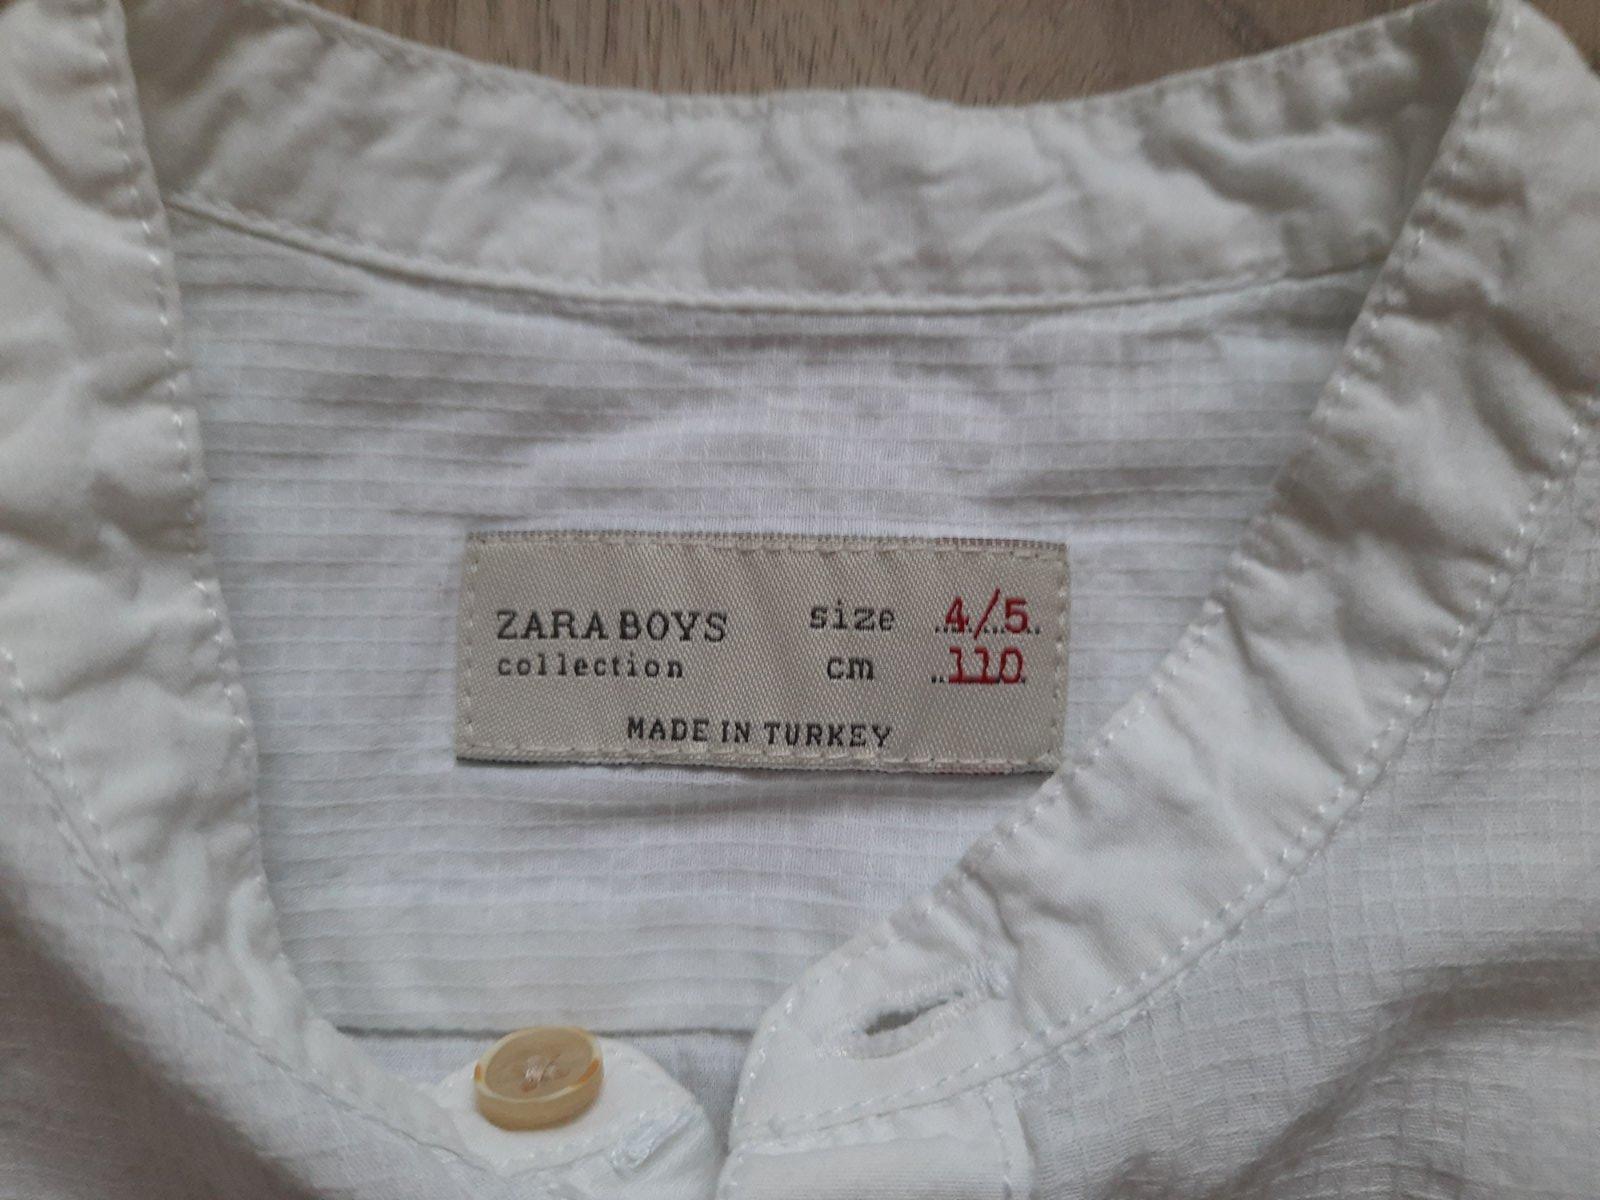 ZARA BOYS size 4/5
collection cm 110
MADE IN TURKEY